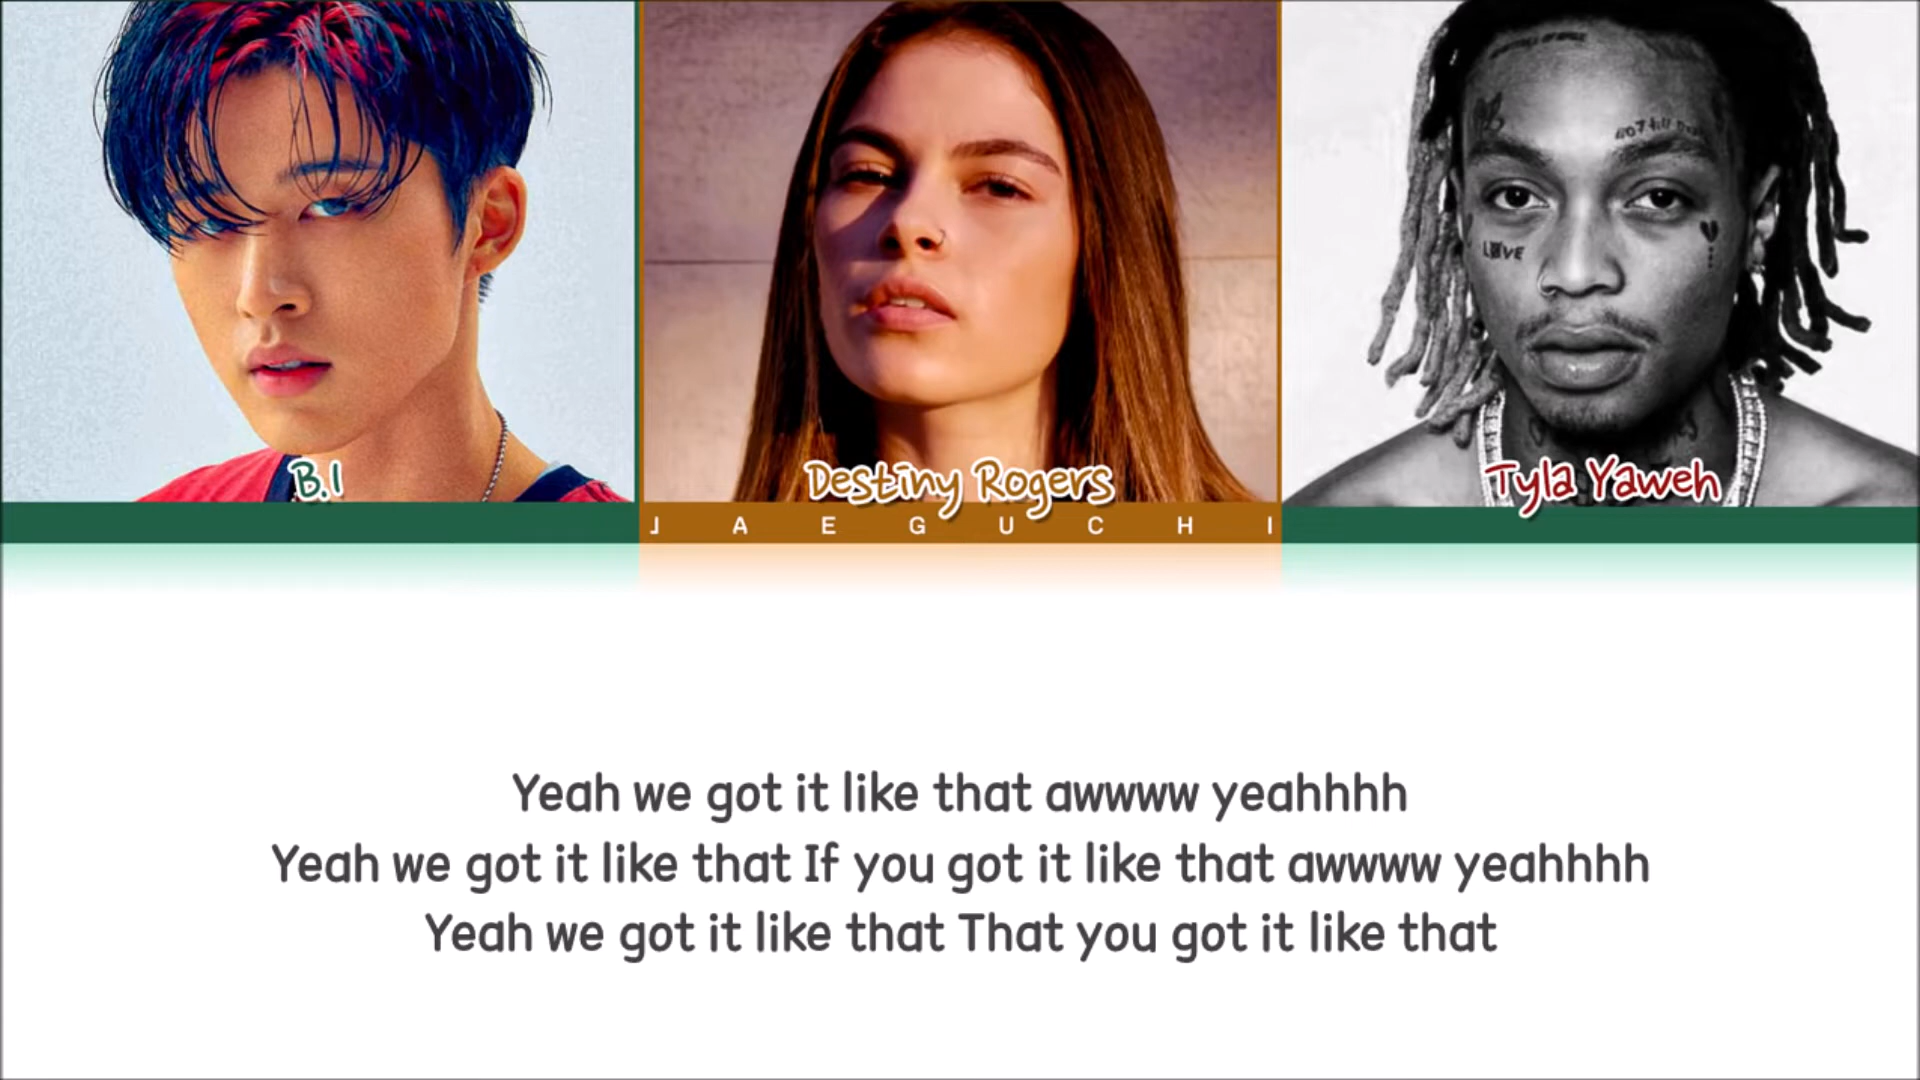 LOVE
B.I
Destiny Rogers
Tyla Yaweh
JAEGUCHI
Yeah we got it like that awwww yeahhhh
Yeah we got it like that If you got it like that awwww yeahhhh
Yeah we got it like that That you got it like that